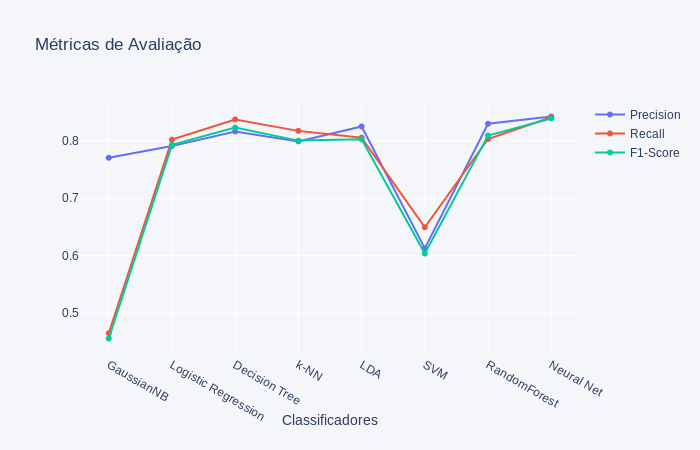 Métricas de Avaliação
Precision
Recall
F1-Score
0.8
0.7
0.6
0.5
GaussianNB
Logistic Regression
Decision Tree
k-NN
LDA
SVM
RandomForest
Neural Net
Classificadores